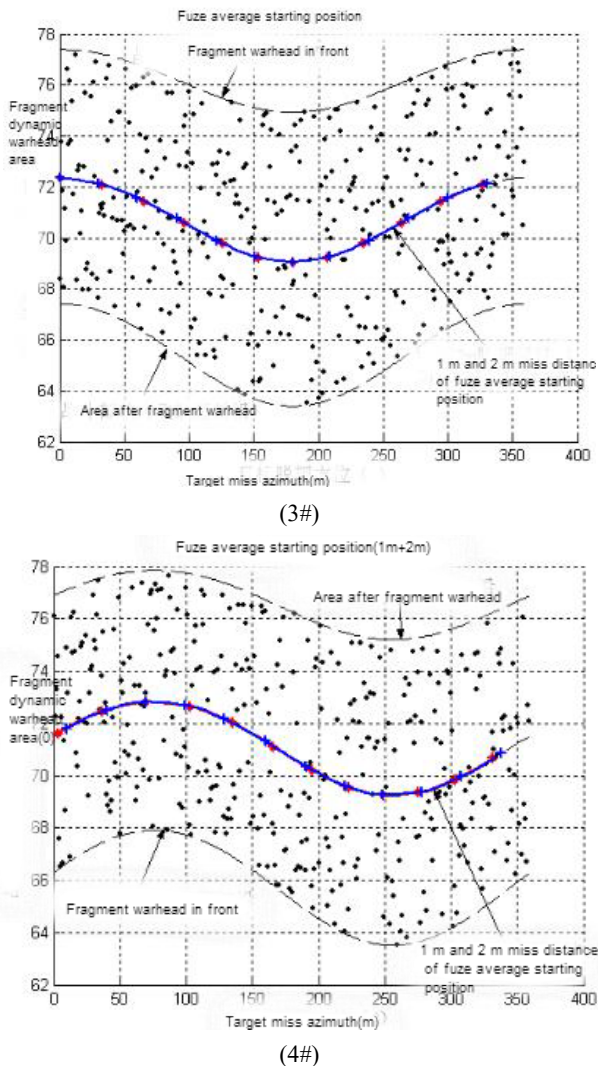 Fuze average starting position
78
Fragment warhead in front
76
Fragment
dynamic
74
warhead
area
72
70
68
66
1 m and 2 m miss distance
of fuze average starting
position
64
Area after fragment warhead
62
0 50 100 150 200 250 300 350 400
Target miss azimuth(m)
(3#)
Fuze average starting position(1m+2m)
78
Area after fragment warhead
76
74
Fragment
dynamic
warhead
area(0)
70
68
66
Fragment warhead in front
64
1 m and 2 m miss distance
of fuze average starting
position
62
0 50 100 150 200 250 300 350 400
Target miss azimuth(m)
(4#)